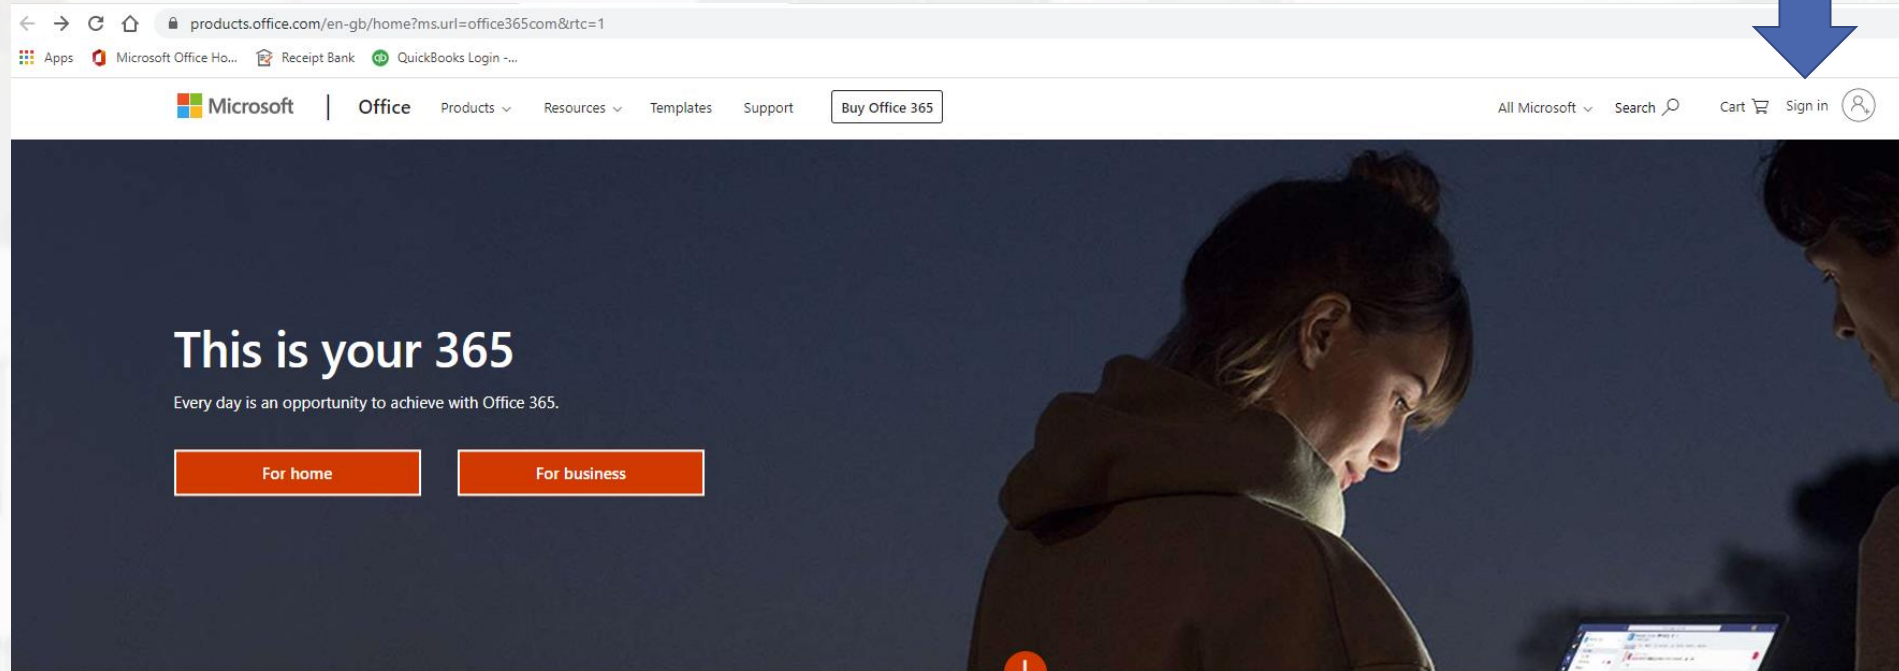 products.office.com/en-gb/home?ms.url=office365com&rtc=1
Apps Microsoft Office Ho... Receipt Bank qb QuickBooks Login -...
Microsoft Office Products Resources Templates Support Buy Office 365 All Microsoft Search Cart Sign in
This is your 365
Every day is an opportunity to achieve with Office 365.
For home For business